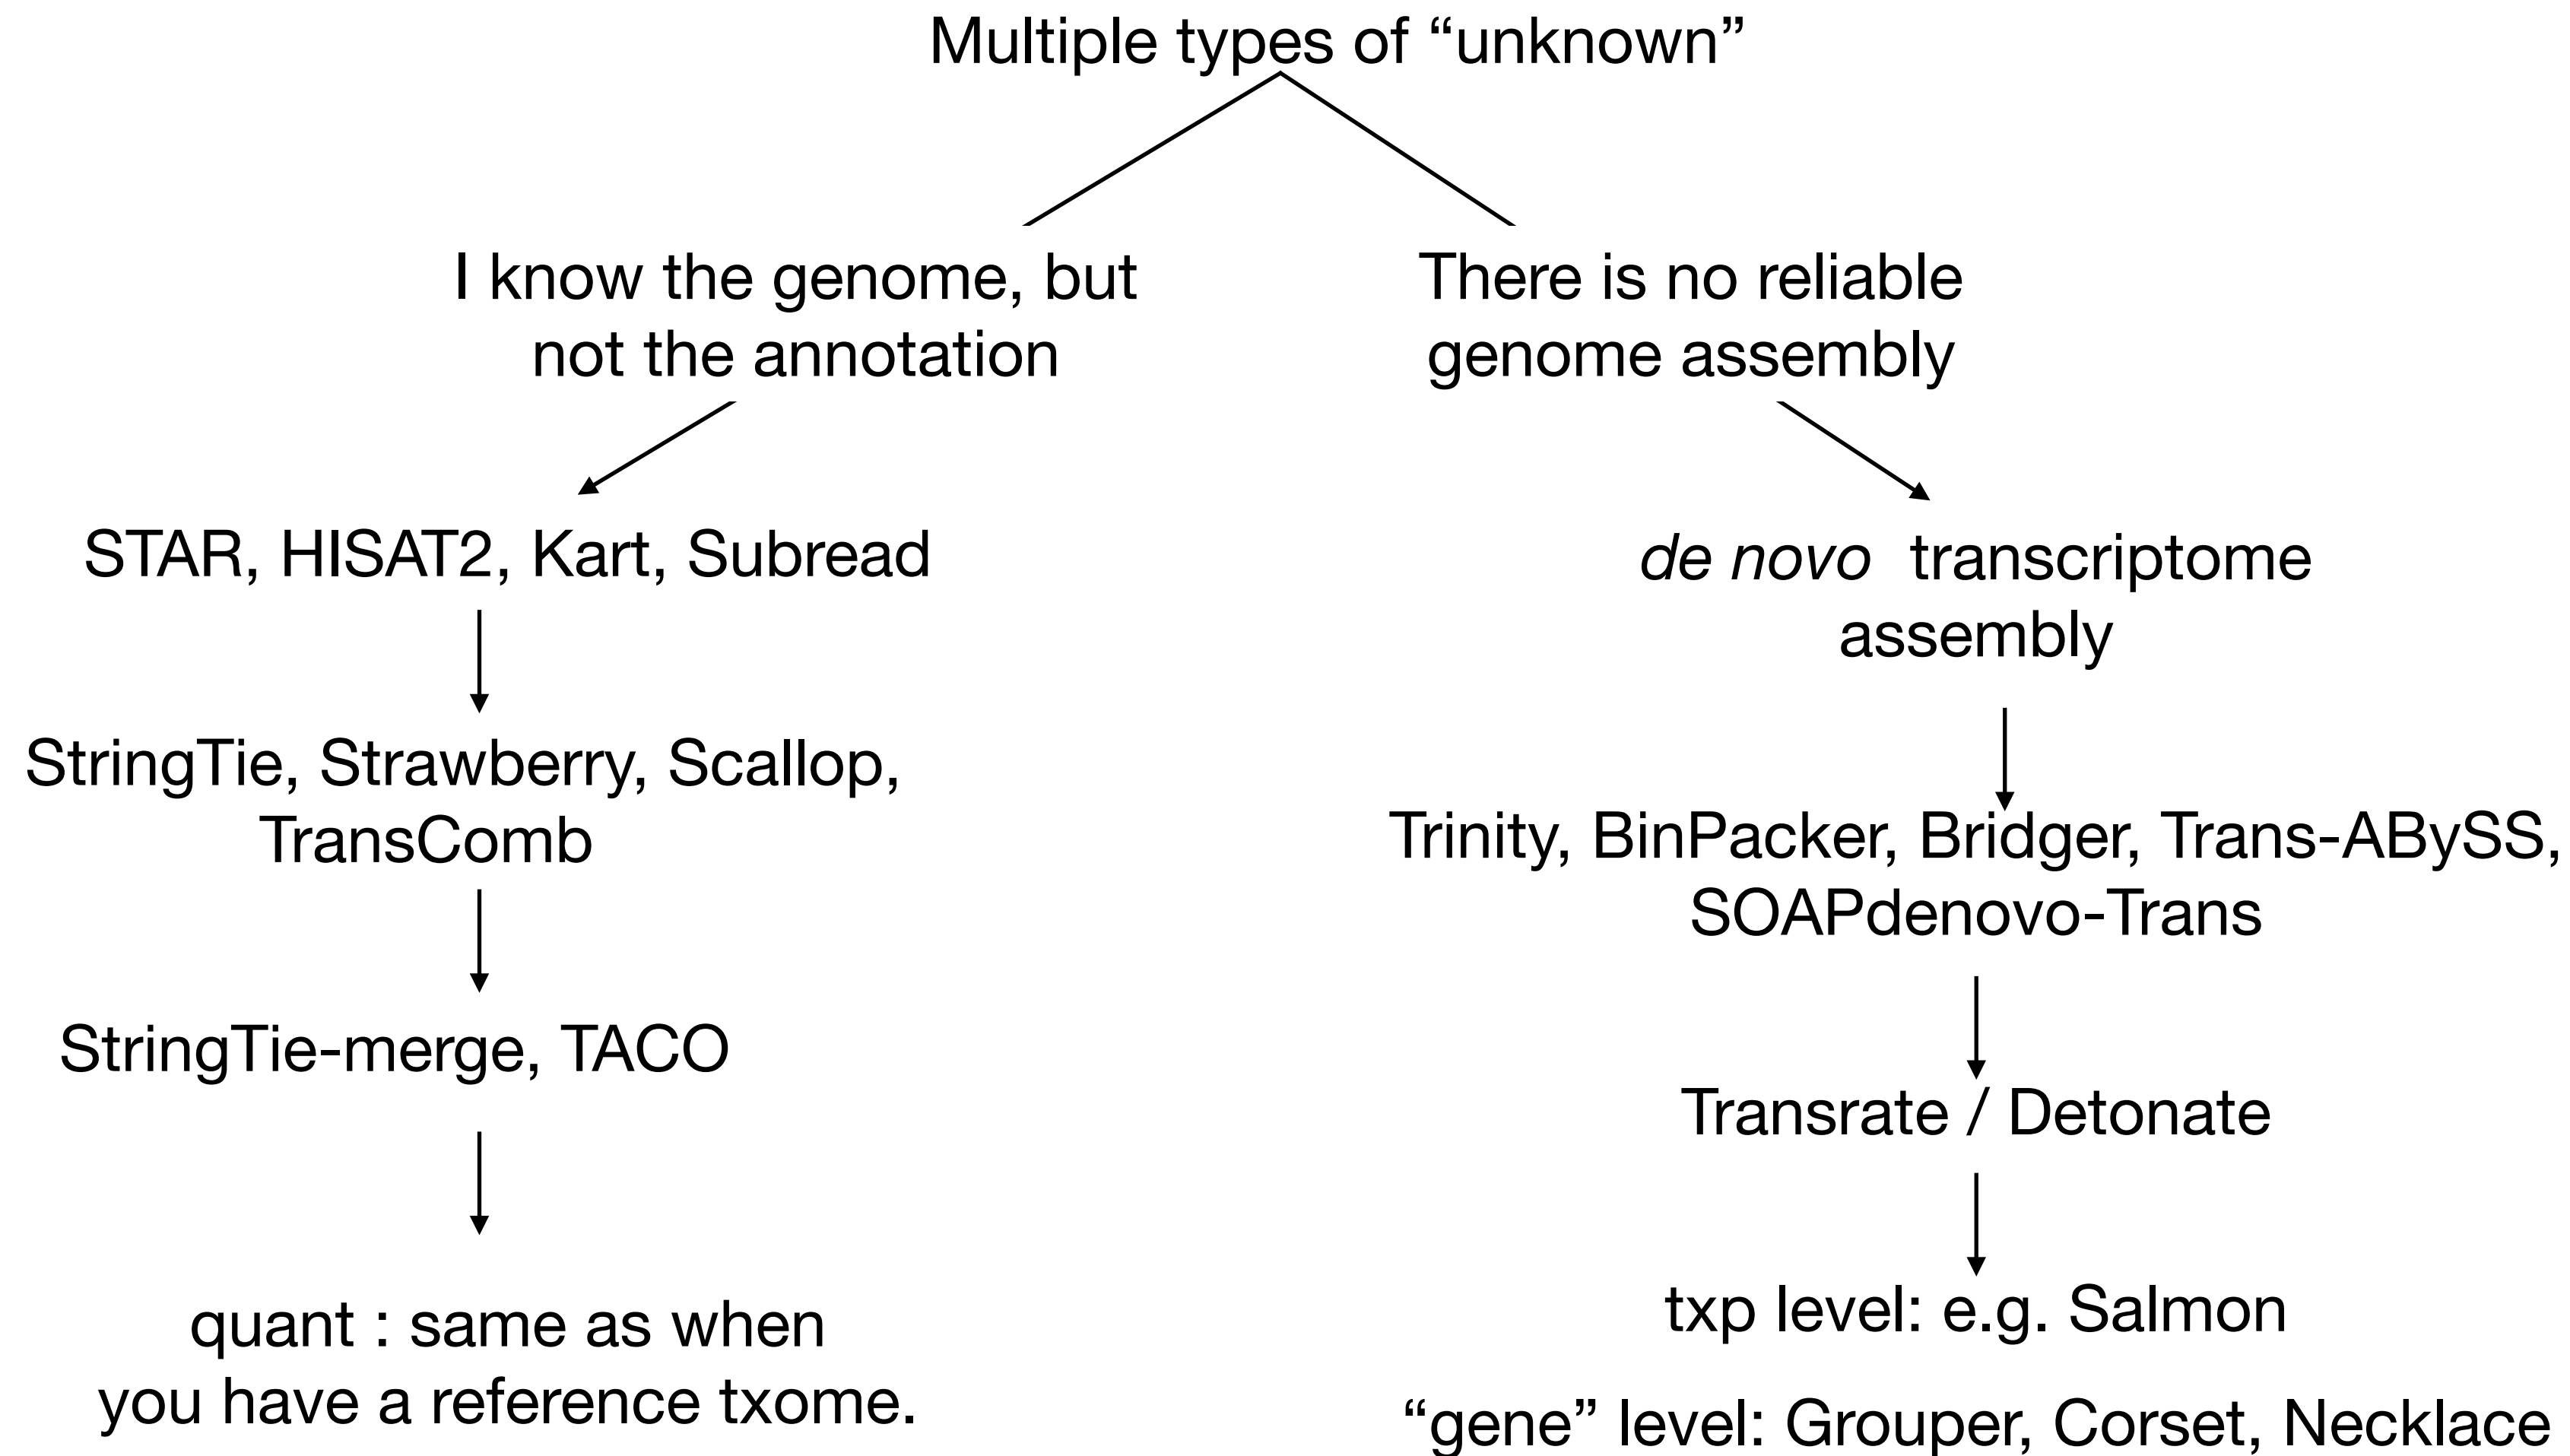 Multiple types of “unknown”
I know the genome, but
not the annotation
STAR, HISAT2, Kart, Subread
StringTie, Strawberry, Scallop,
TransComb
StringTie-merge, TACO
quant : same as when
you have a reference txome.
There is no reliable
genome assembly
de novo transcriptome
assembly
Trinity, BinPacker, Bridger, Trans-ABySS,
SOAPdenovo-Trans
Transrate / Detonate
txp level: e.g. Salmon
“gene” level: Grouper, Corset, Necklace